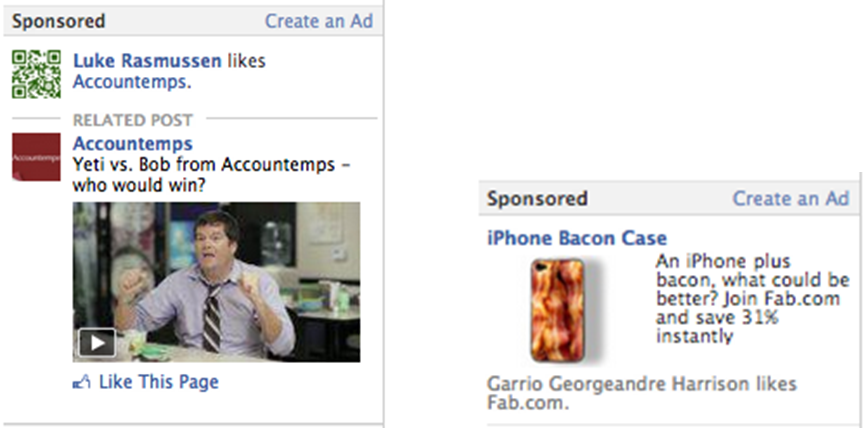 Sponsored Create an Ad
Luke Rasmussen likes
Accountemps.
RELATED POST
Accountemps
Accountemps
Yeti vs. Bob from Accountemps –
who would win?
Like This Page
Sponsored Create an Ad
iPhone Bacon Case
An iPhone plus
bacon, what could be
better? Join Fab.com
and save 31%
instantly
Garrio Georgeandre Harrison likes
Fab.com.